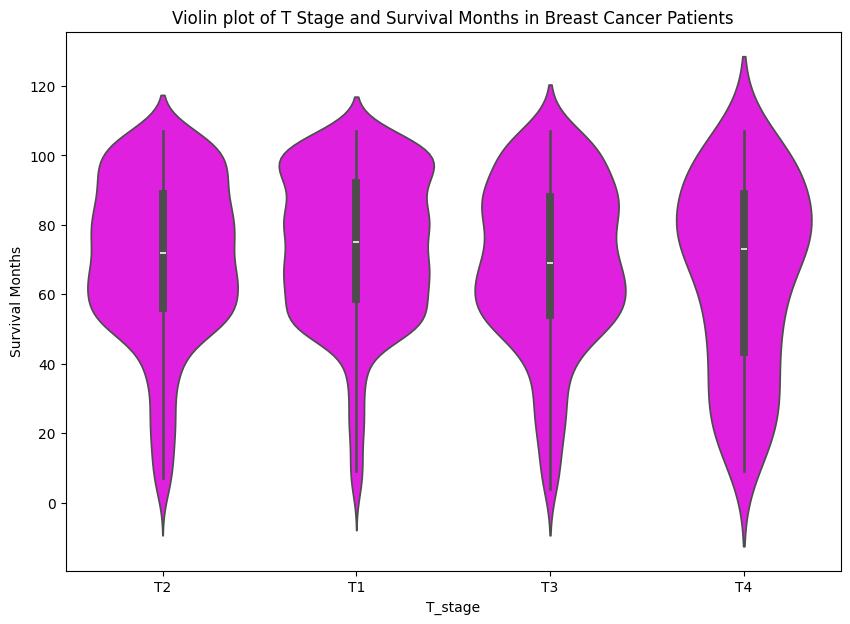 Violin plot of T Stage and Survival Months in Breast Cancer Patients
120
100
80
60
40
20
0
Survival Months
T2 T1 T3 T4
T_stage